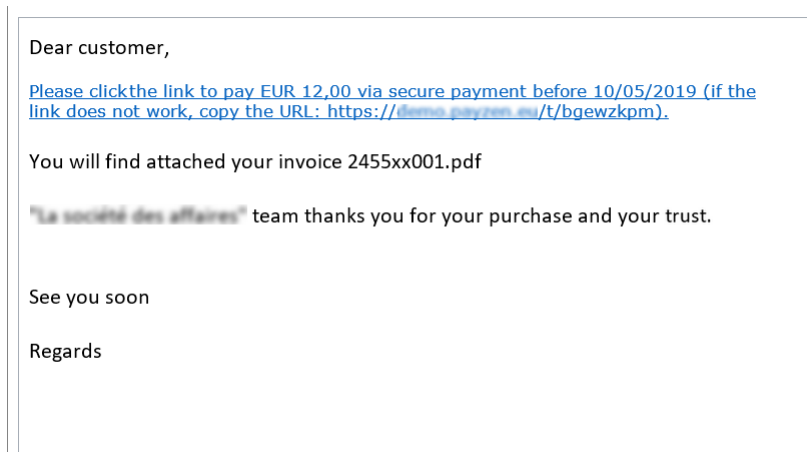 Dear customer,
Please clickthe link to pay EUR 12,00 via secure payment before 10/05/2019 (if the
link does not work, copy the URL: https:// /t/bgewzkpm).
You will find attached your invoice 2455xx001.pdf
team thanks you for your purchase and your trust.
See you soon
Regards